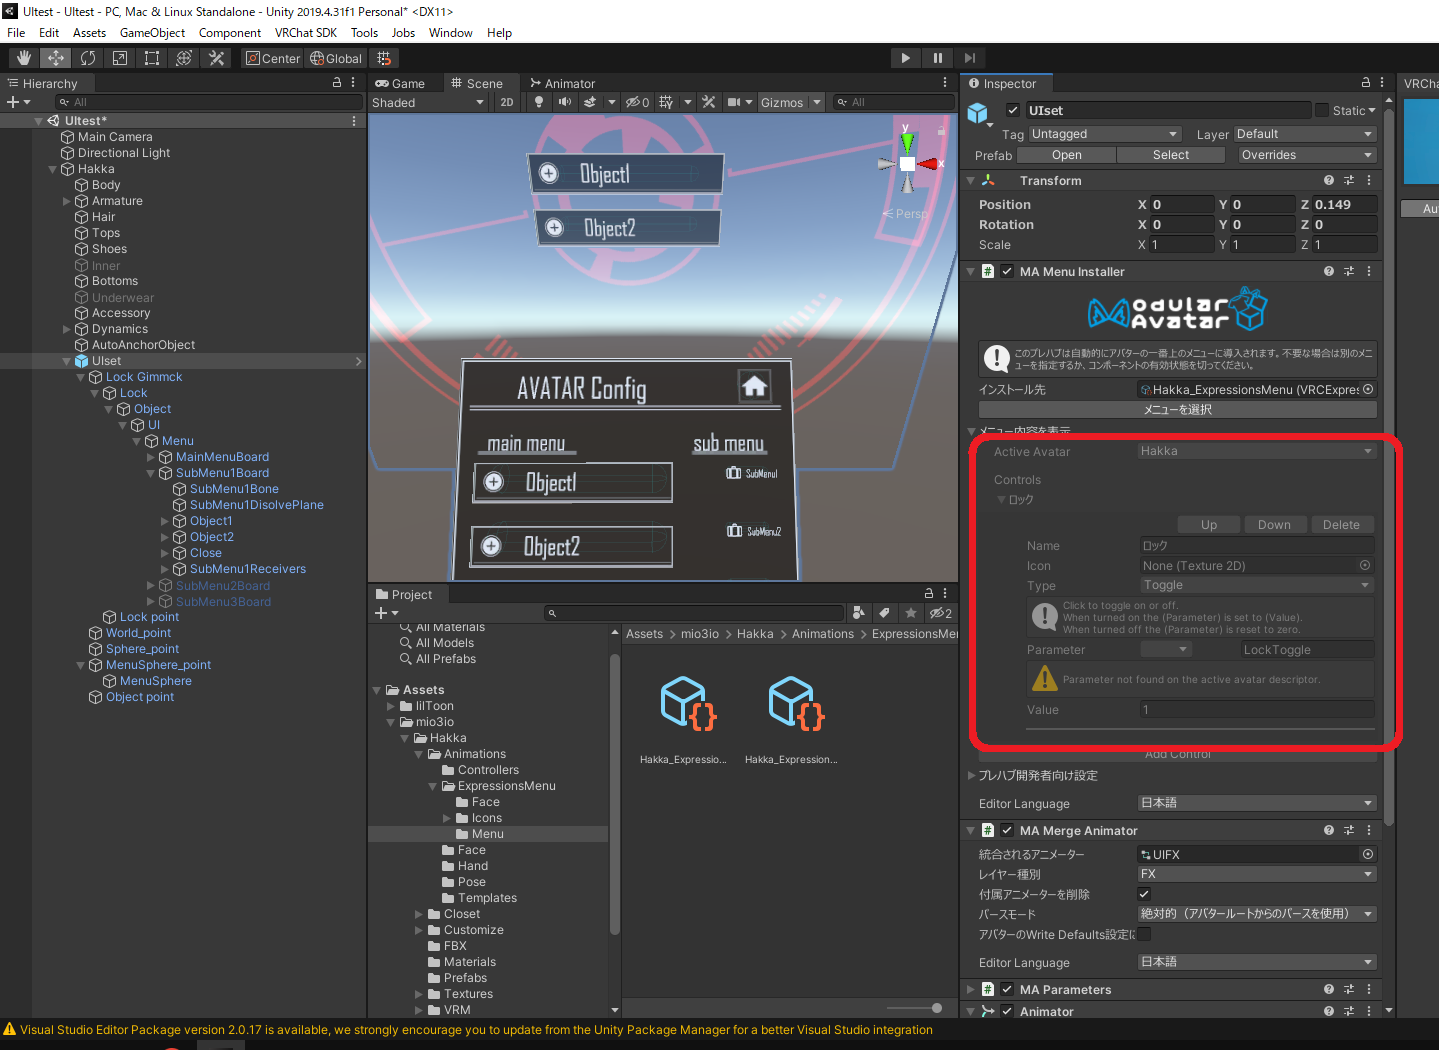 UItest - UItest - PC, Mac & Linux Standalone - Unity 2019.4.31f1 Personal* <DX11>
File Edit Assets GameObject Component VRChat SDK Tools Jobs Window Help
Center Global
Hierarchy
All
UItest*
Main Camera
Directional Light
Hakka
Body
Armature
Hair
Tops
Shoes
Inner
Bottoms
Underwear
Accessory
Dynamics
AutoAnchorObject
UIset
Lock Gimmck
Lock
Object
UI
Menu
MainMenuBoard
SubMenu1Board
SubMenu1Bone
SubMenu1DisolvePlane
Object1
Object2
Close
SubMenu1Receivers
SubMenu2Board
SubMenu3Board
Lock point
World_point
Sphere_point
MenuSphere_point
MenuSphere
Object point
Game Scene Animator
Shaded 2D 0 Gizmos All
y
x
Persp
Object1
Object2
AVATAR Config
main menu sub menu
Object1 SubMenu1
Object2 SubMenu2
Project
2
All Materials
All Models
All Prefabs
Assets
lilToon
mio3io
Hakka
Animations
Controllers
ExpressionsMenu
Face
Icons
Menu
Face
Hand
Pose
Templates
Closet
Customize
FBX
Materials
Prefabs
Textures
VRM
Assets > mio3io > Hakka > Animations > ExpressionsMen
Hakka_Expressio... Hakka_Expression...
Inspector
UIset Static
Tag Untagged Layer Default
Prefab Open Select Overrides
Transform
Position X 0 Y 0 Z 0.149
Rotation X 0 Y 0 Z 0
Scale X 1 Y 1 Z 1
MA Menu Installer
Modular
Avatar
このプレハブは自動的にアバターの一番上のメニューに導入されます。不要な場合は別のメニ
ューを指定するか、コンポーネントの有効状態を切ってください。
インストール先 Hakka_ExpressionsMenu (VRCExpres
メニューを選択
メニュー内容を表示
Active Avatar Hakka
Controls
ロック
Up Down Delete
Name ロック
Icon None (Texture 2D)
Type Toggle
Click to toggle on or off.
When turned on the (Parameter) is set to (Value).
When turned off the (Parameter) is reset to zero.
Parameter LockToggle
Parameter not found on the active avatar descriptor.
Value 1
Add Control
プレハブ開発者向け設定
Editor Language 日本語
MA Merge Animator
統合されるアニメーター UIFX
レイヤー種別 FX
付属アニメーターを削除
パースモード 絶対的（アバタールートからのパースを使用）
アバターのWrite Defaults設定に
Editor Language 日本語
MA Parameters
Animator
VRCha
Au
Visual Studio Editor Package version 2.0.17 is available, we strongly encourage you to update from the Unity Package Manager for a better Visual Studio integration